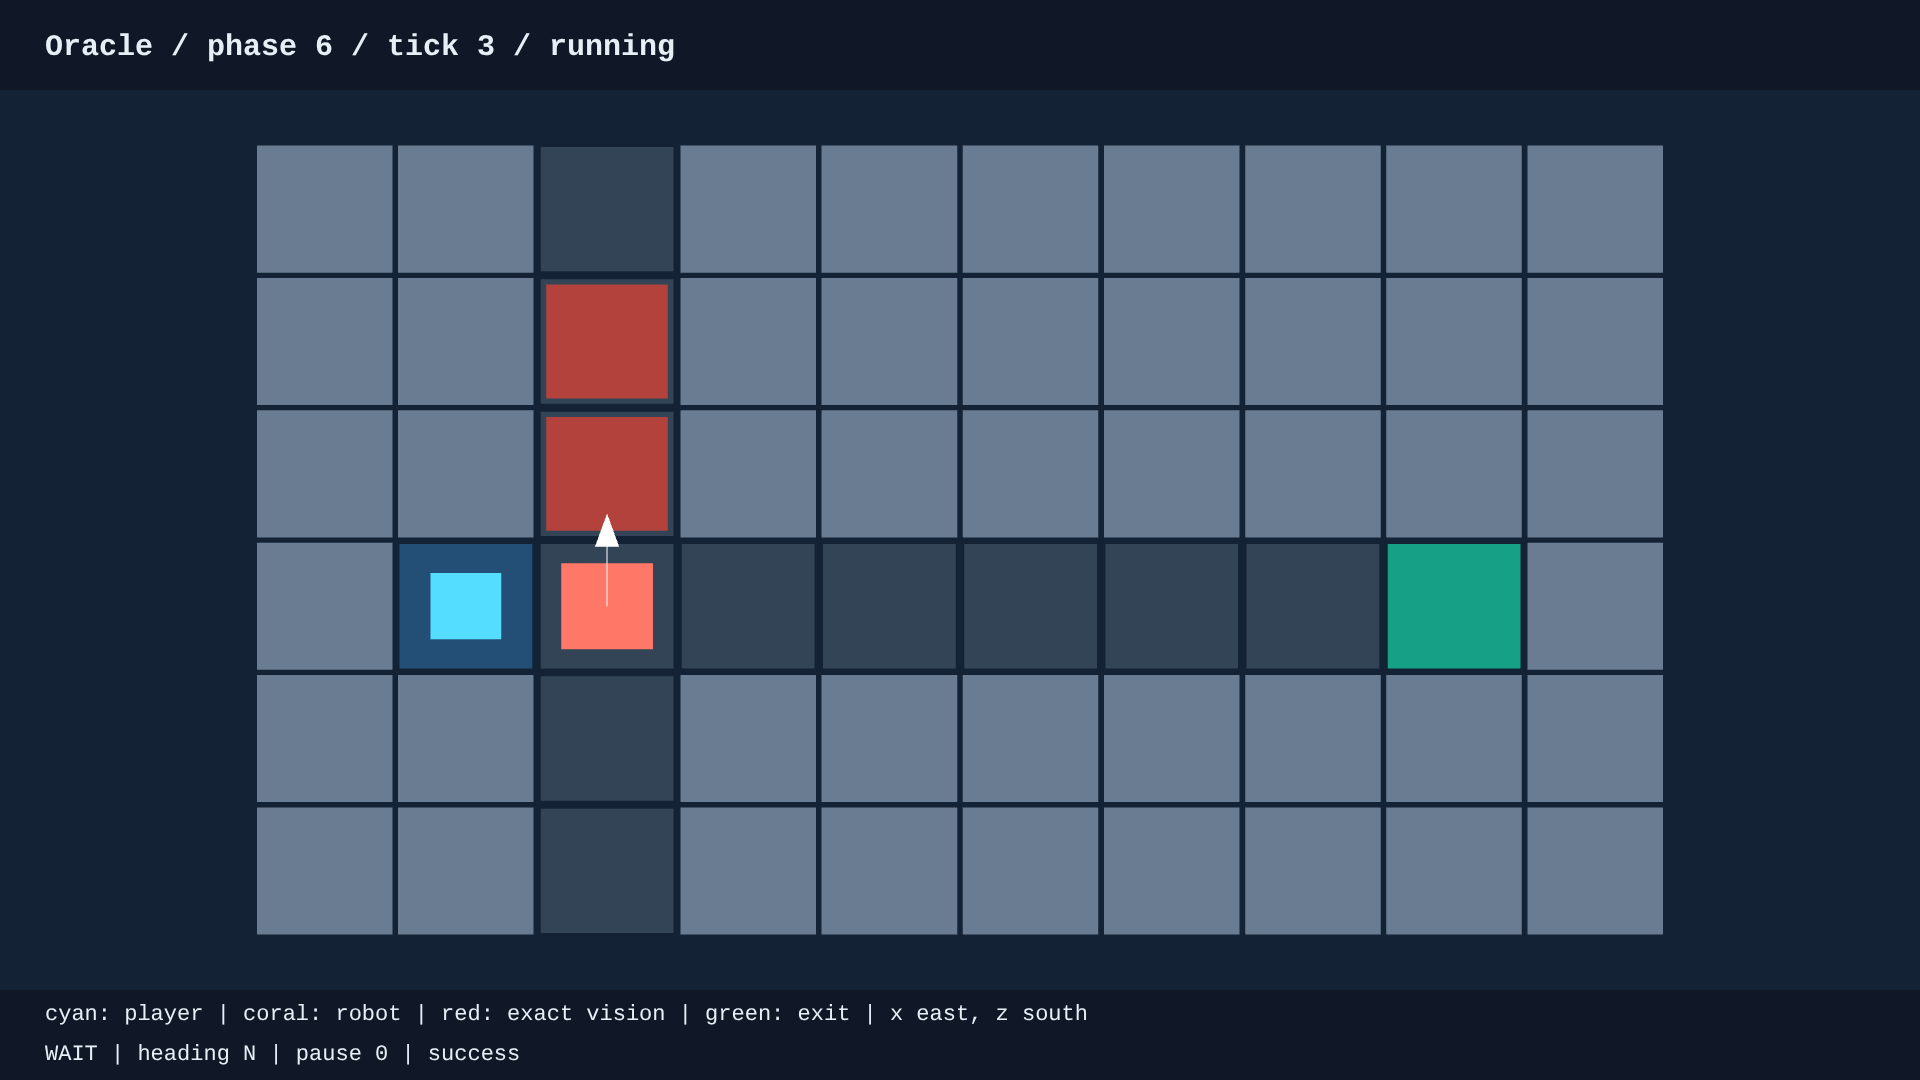 Oracle / phase 6 / tick 3 / running
cyan: player | coral: robot | red: exact vision | green: exit | x east, z south
WAIT | heading N | pause 0 | success